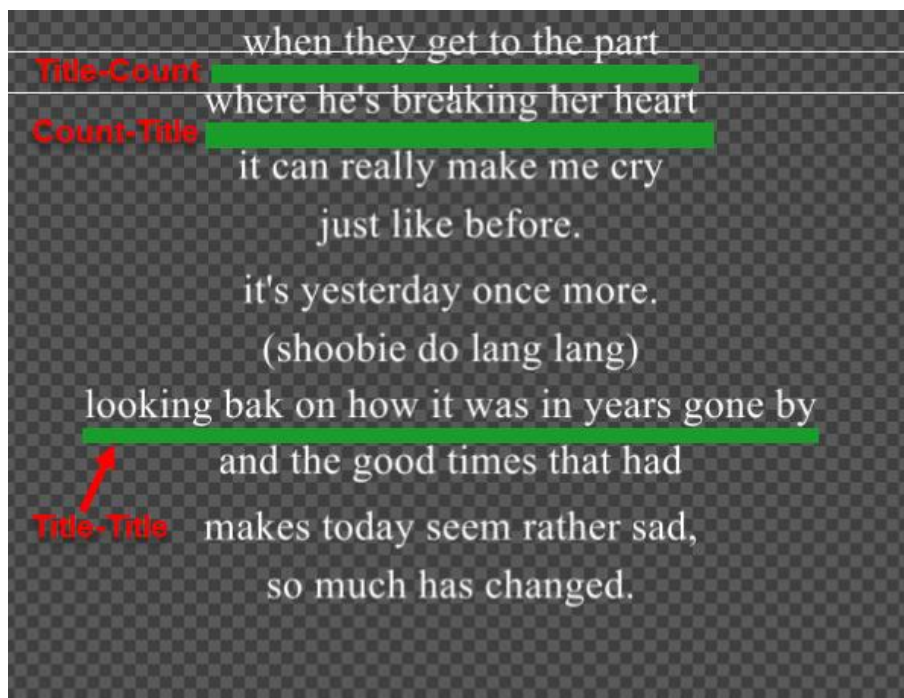 when they get to the part
Title-Count
where he's breaking her heart
Count-Title
it can really make me cry
just like before.
it's yesterday once more.
(shoobie do lang lang)
looking bak on how it was in years gone by
and the good times that had
Title-Title
makes today seem rather sad,
so much has changed.